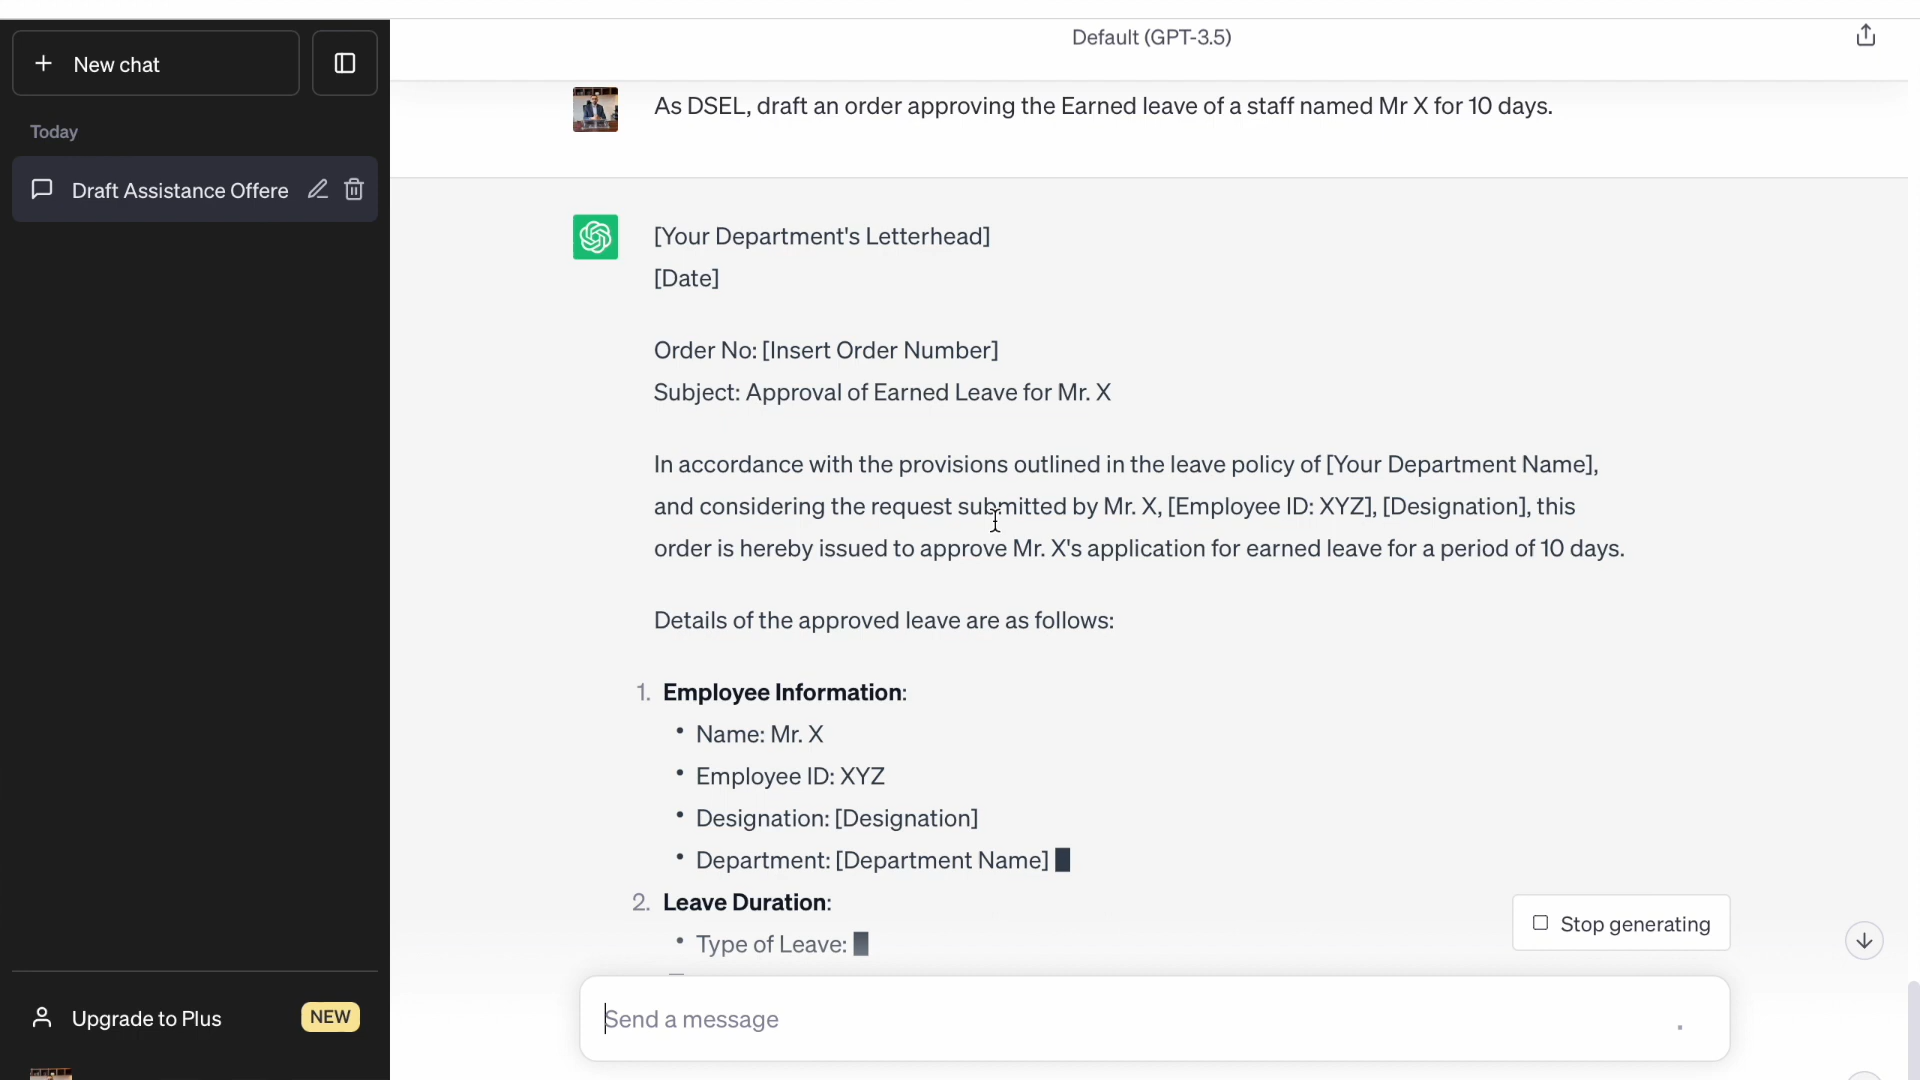 New chat
Today
Draft Assistance Offere
Upgrade to Plus
NEW
Default (GPT-3.5)
As DSEL, draft an order approving the Earned leave of a staff named Mr X for 10 days.
[Your Department's Letterhead]
[Date]
Order No: [Insert Order Number]
Subject: Approval of Earned Leave for Mr. X
In accordance with the provisions outlined in the leave policy of [Your Department Name],
and considering the request submitted by Mr. X, [Employee ID: XYZ], [Designation], this
order is hereby issued to approve Mr. X's application for earned leave for a period of 10 days.
Details of the approved leave are as follows:
1. Employee Information:
• Name: Mr. X
• Employee ID: XYZ
• Designation: [Designation]
• Department: [Department Name]
2. Leave Duration:
• Type of Leave:
Stop generating
Send a message